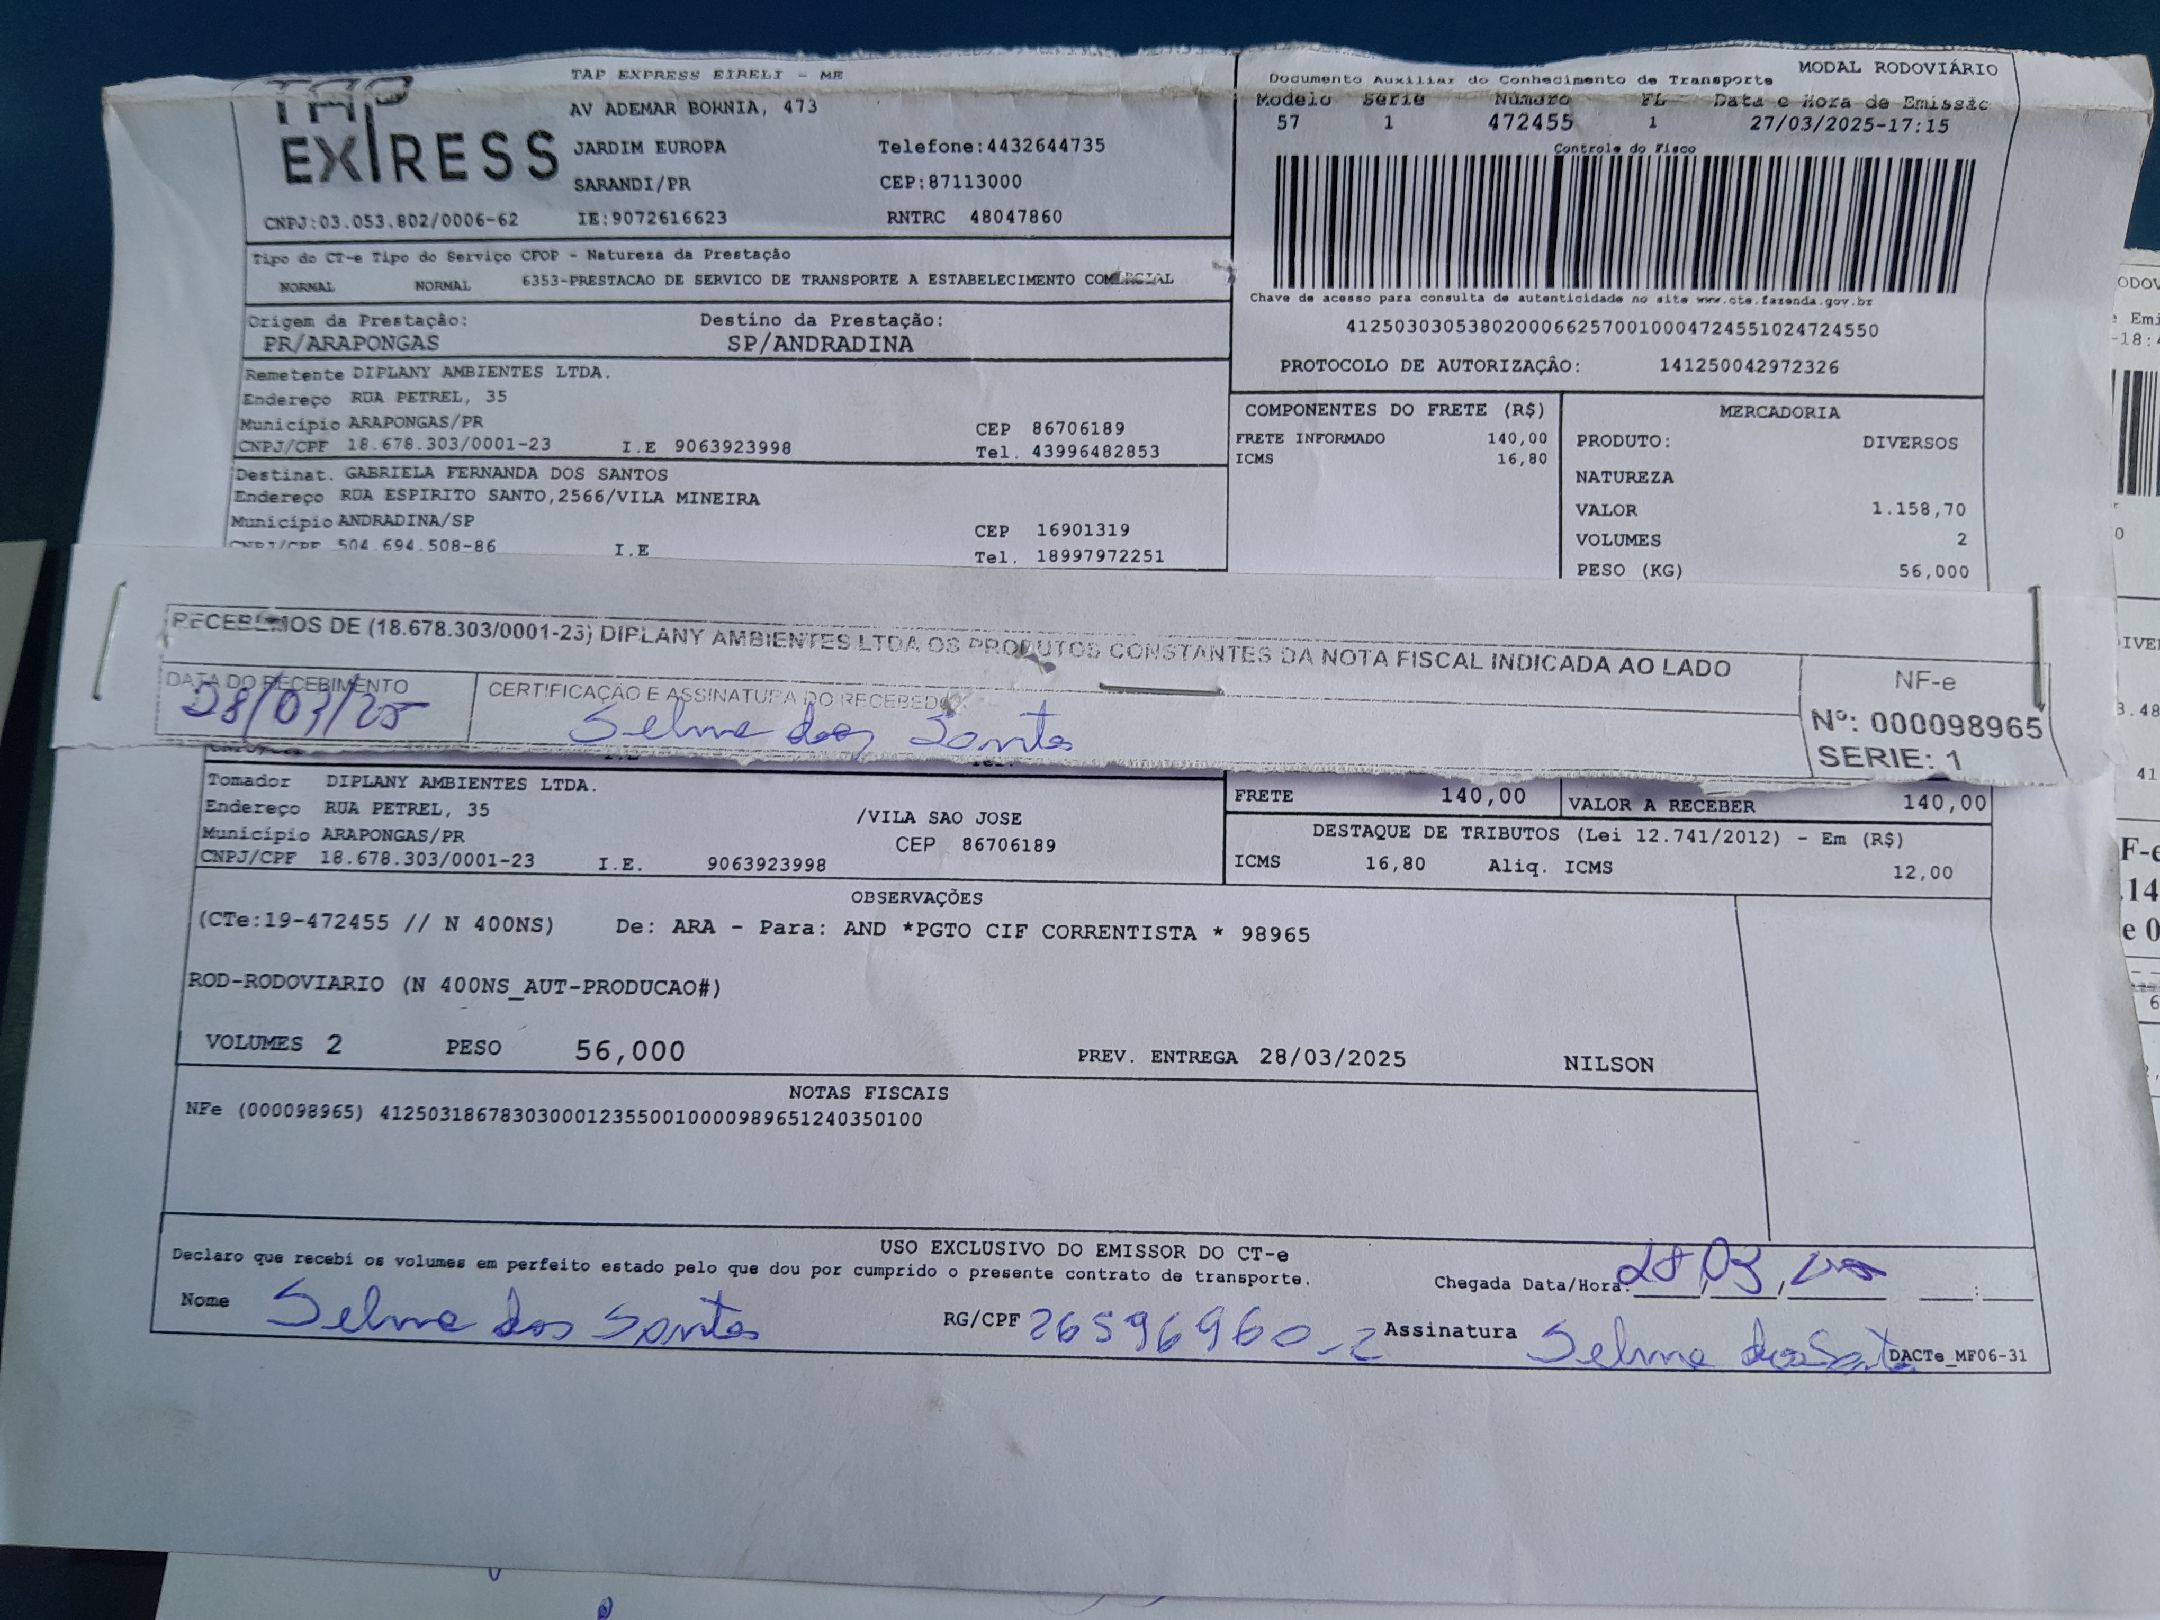 TAP
EXPRESS
TAP EXPRESS EIRELI - ME
AV ADEMAR BORNIA, 473
JARDIM EUROPA Telefone:4432644735
SARANDI/PR CEP:87113000
CNPJ:03.053.802/0006-62 IE:9072616623 RNTRC 48047860
Documento Auxiliar do Conhecimento de Transporte MODAL RODOVIÁRIO
Modelo Serie Número FL Data e Hora de Emissão
57 1 472455 1 27/03/2025-17:15
Controle do Fisco
Chave de acesso para consulta de autenticidade no site www.cte.fazenda.gov.br
41250303053802000662570010004724551024724550
PROTOCOLO DE AUTORIZAÇÃO: 141250042972326
Tipo do CT-e Tipo do Serviço CFOP - Natureza da Prestação
NORMAL NORMAL 6353-PRESTACAO DE SERVICO DE TRANSPORTE A ESTABELECIMENTO COMERCIAL
Origem da Prestação: Destino da Prestação:
PR/ARAPONGAS SP/ANDRADINA
Remetente DIPLANY AMBIENTES LTDA.
Endereço RUA PETREL, 35
Município ARAPONGAS/PR CEP 86706189
CNPJ/CPF 18.678.303/0001-23 I.E 9063923998 Tel. 43996482853
Destinat. GABRIELA FERNANDA DOS SANTOS
Endereço RUA ESPIRITO SANTO,2566/VILA MINEIRA
Município ANDRADINA/SP CEP 16901319
CNPJ/CPF 504.694.508-86 I.E Tel. 18997972251
COMPONENTES DO FRETE (R$)
FRETE INFORMADO 140,00
ICMS 16,80
MERCADORIA
PRODUTO: DIVERSOS
NATUREZA
VALOR 1.158,70
VOLUMES 2
PESO (KG) 56,000
RECEBEMOS DE (18.678.303/0001-23) DIPLANY AMBIENTES LTDA OS PRODUTOS CONSTANTES DA NOTA FISCAL INDICADA AO LADO
DATA DO RECEBIMENTO CERTIFICAÇÃO E ASSINATURA DO RECEBEDOR
28/03/25 Selma dos Santos
NF-e
Nº: 000098965
SERIE: 1
Tomador DIPLANY AMBIENTES LTDA.
Endereço RUA PETREL, 35 /VILA SAO JOSE
Município ARAPONGAS/PR CEP 86706189
CNPJ/CPF 18.678.303/0001-23 I.E. 9063923998
FRETE 140,00 VALOR A RECEBER 140,00
DESTAQUE DE TRIBUTOS (Lei 12.741/2012) - Em (R$)
ICMS 16,80 Aliq. ICMS 12,00
OBSERVAÇÕES
(CTe:19-472455 // N 400NS) De: ARA - Para: AND *PGTO CIF CORRENTISTA * 98965
ROD-RODOVIARIO (N 400NS_AUT-PRODUCAO#)
VOLUMES 2 PESO 56,000 PREV. ENTREGA 28/03/2025 NILSON
NOTAS FISCAIS
NFe (000098965) 41250318678303000123550010000989651240350100
USO EXCLUSIVO DO EMISSOR DO CT-e
Declaro que recebi os volumes em perfeito estado pelo que dou por cumprido o presente contrato de transporte.
Chegada Data/Hora: 28,03, : 
Nome Selma dos Santos RG/CPF 26596960-2 Assinatura Selma dos Santos
DACTe_MF06-31